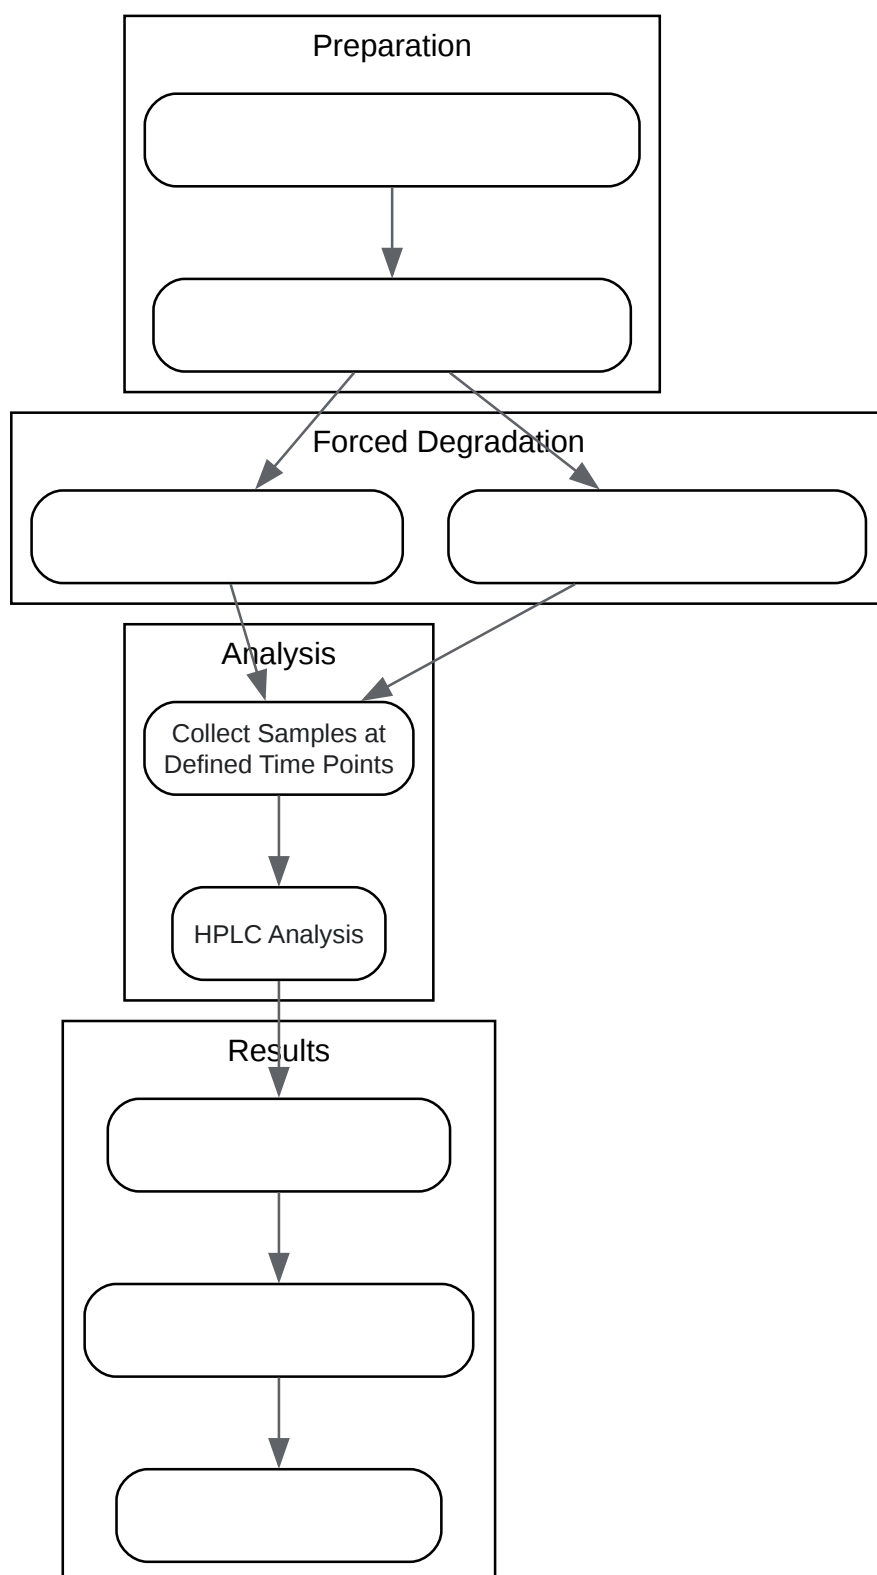 Preparation
Forced Degradation
Analysis
Collect Samples at
Defined Time Points
HPLC Analysis
Results